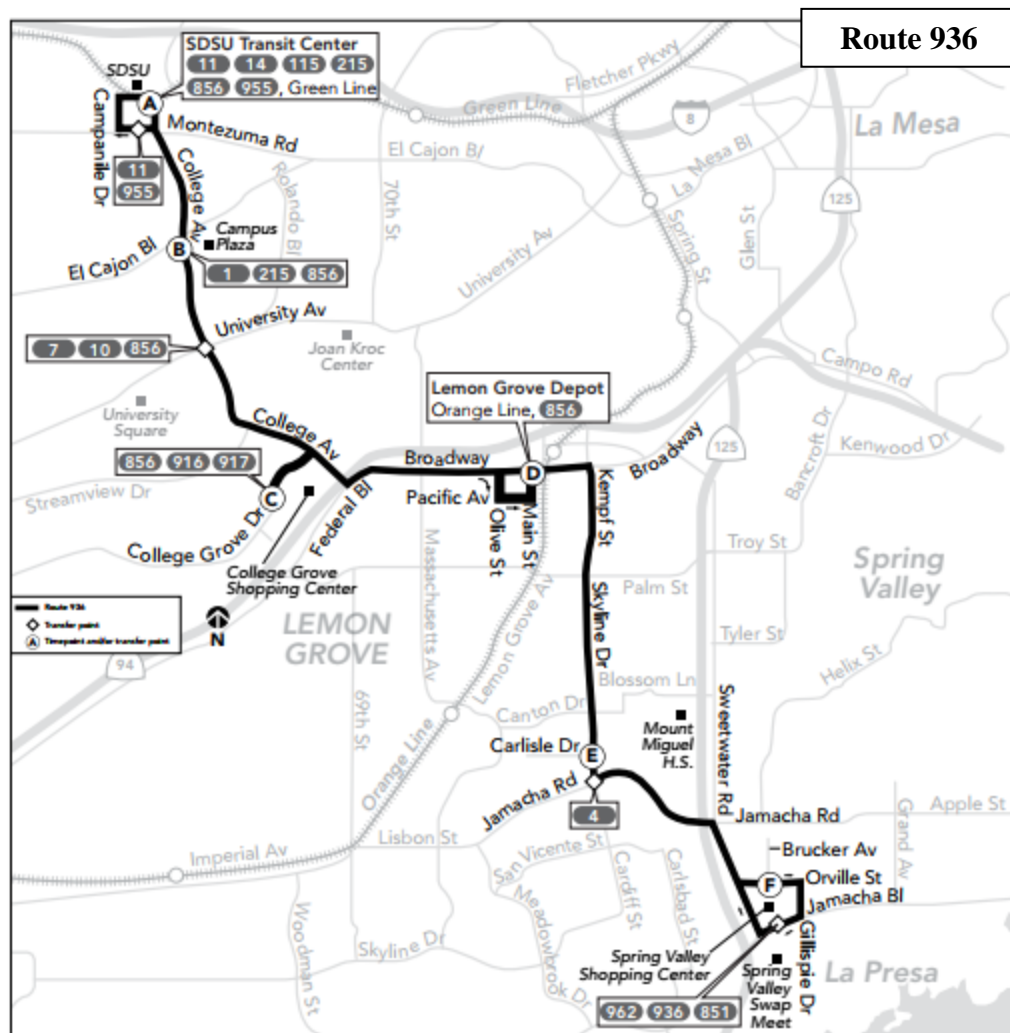 Route 936
SDSU Transit Center
11 14 115 215
856 955, Green Line
SDSU
A
Campanile Dr
Montezuma Rd
11
955
College Av
Fletcher Pkwy
Green Line
8
La Mesa
El Cajon Bl
La Mesa Bl
Rolando Bl
70th St
125
Spring St
Glen St
Campus
Plaza
El Cajon Bl
B
1 215 856
University Av
University Av
7 10 856
Joan Kroc
Center
Campo Rd
Lemon Grove Depot
Orange Line, 856
University
Square
College Av
Broadway
125
Bancroft Dr
Kenwood Dr
856 916 917
Broadway
D
Streamview Dr
C
Pacific Av
Kempf St
College Grove Dr
Federal Bl
Olive St
Main St
Massachusetts Av
Troy St
Spring
Valley
College Grove
Shopping Center
Lemon Grove Av
Palm St
Skyline Dr
Route 936
Transfer point
A Timepoint and/or transfer point
N
LEMON
GROVE
Tyler St
Helix St
94
69th St
Blossom Ln
Sweetwater Rd
Canton Dr
Mount
Miguel
H.S.
Carlisle Dr
E
Orange Line
Jamacha Rd
4
Jamacha Rd
Apple St
Grand Av
Lisbon St
Imperial Av
San Vicente St
Cardiff St
Carlsbad St
Brucker Av
F
Orville St
Jamacha Bl
Meadowbrook Dr
Woodman St
Skyline Dr
Gillispie Dr
Spring Valley
Shopping Center
Spring
Valley
Swap
Meet
La Presa
962 936 851